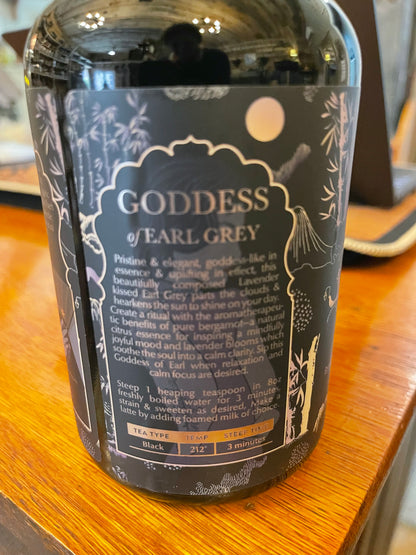 GODDESS
of EARL GREY
Pristine & elegant, goddess-like in
essence & uplifting in effect, this
beautifully composed Lavender
kissed Earl Grey parts the clouds &
hearkens the sun to shine on your day.
Create a ritual with the aromatherapeu-
tic benefits of pure bergamot–a natural
citrus essence for inspiring a mindfully
joyful mood and lavender blooms which
soothe the soul into a calm clarity. Sip this
Goddess of Earl when relaxation and
calm focus are desired.
Steep 1 heaping teaspoon in 8oz
freshly boiled water for 3 minutes
strain & sweeten as desired. Make a
latte by adding foamed milk of choice.
TEA TYPE TEMP STEEP TIME
Black 212° 3 minutes